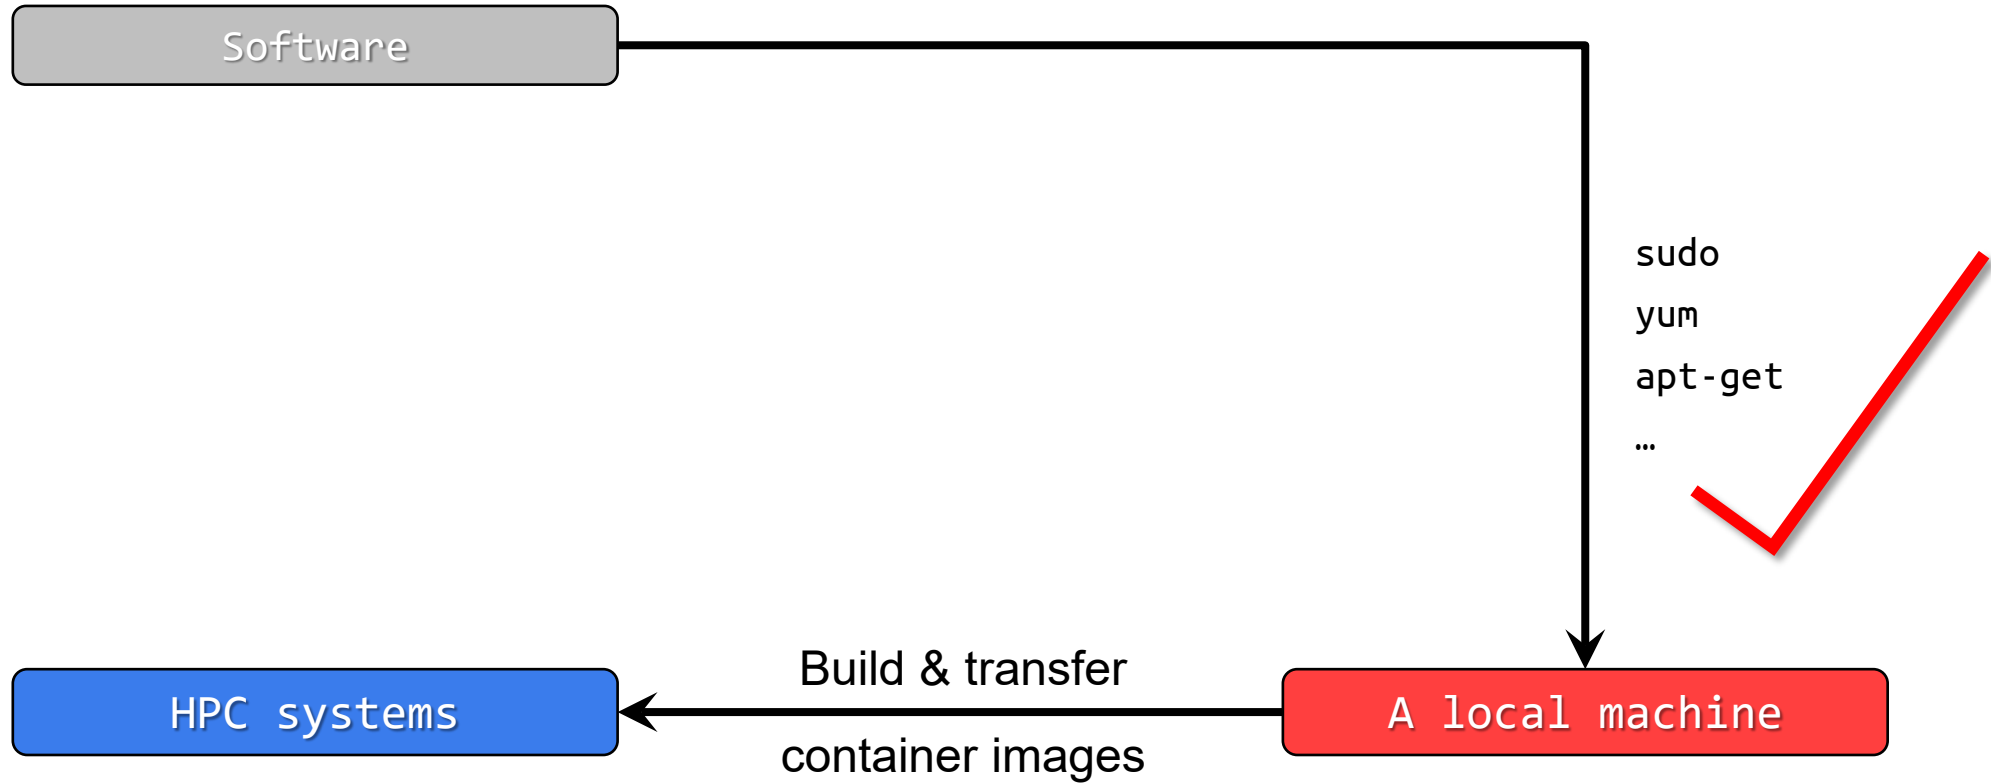 Software
sudo
yum
apt-get
…
Build & transfer
HPC systems
A local machine
container images